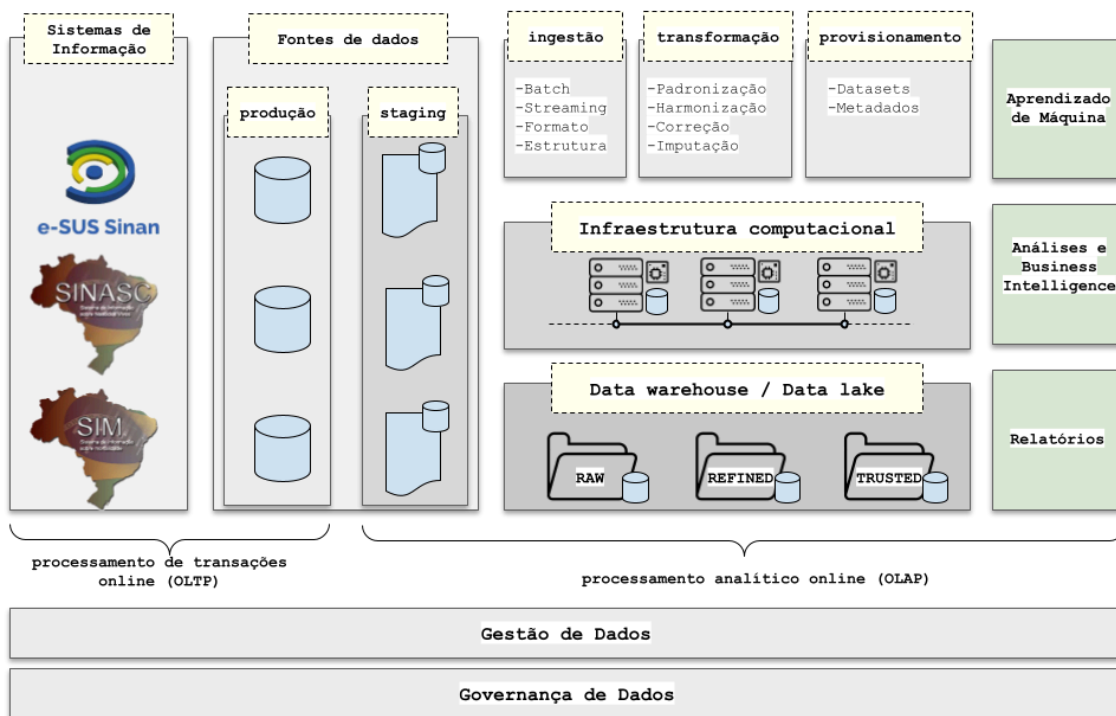 Sistemas de
Informação
Fontes de dados
produção
staging
ingestão
-Batch
-Streaming
-Formato
-Estrutura
transformação
-Padronização
-Harmonização
-Correção
-Imputação
provisionamento
-Datasets
-Metadados
Aprendizado
de Máquina
e-SUS Sinan
SINASC
SIM
Infraestrutura computacional
Análises e
Business
Intelligence
Data warehouse / Data lake
RAW
REFINED
TRUSTED
Relatórios
processamento de transações
online (OLTP)
processamento analítico online (OLAP)
Gestão de Dados
Governança de Dados